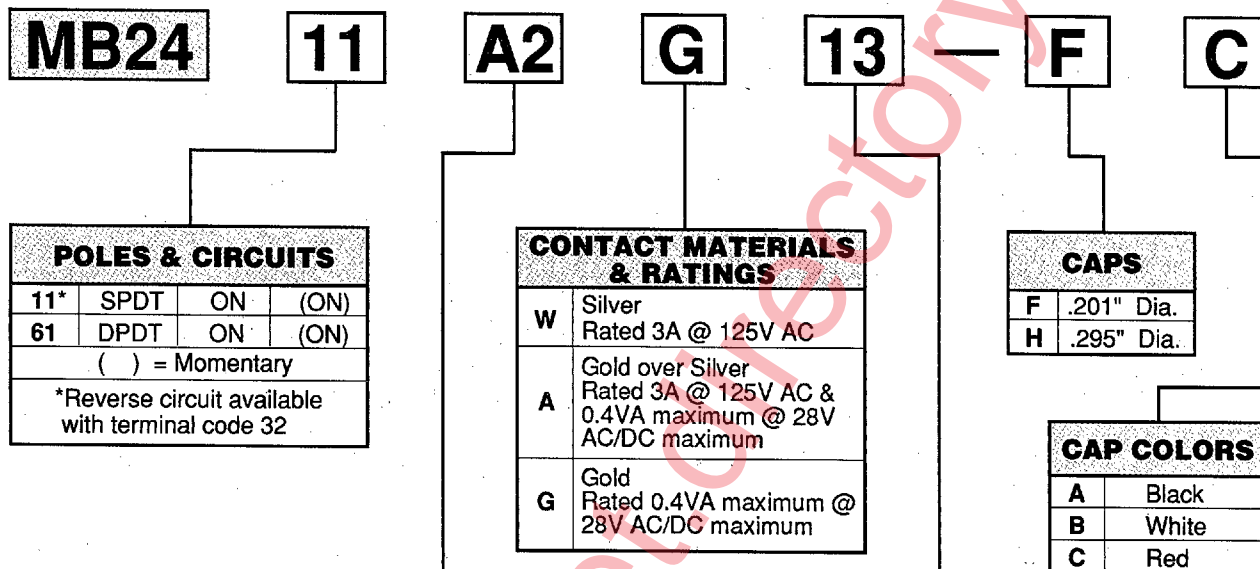 MB24 11 A2 G 13 — F C
POLES & CIRCUITS
11* SPDT ON (ON)
61 DPDT ON (ON)
( ) = Momentary
*Reverse circuit available
with terminal code 32
CONTACT MATERIALS
& RATINGS
W Silver
Rated 3A @ 125V AC
A Gold over Silver
Rated 3A @ 125V AC &
0.4VA maximum @ 28V
AC/DC maximum
G Gold
Rated 0.4VA maximum @
28V AC/DC maximum
CAPS
F .201" Dia.
H .295" Dia.
CAP COLORS
A Black
B White
C Red
t.directory